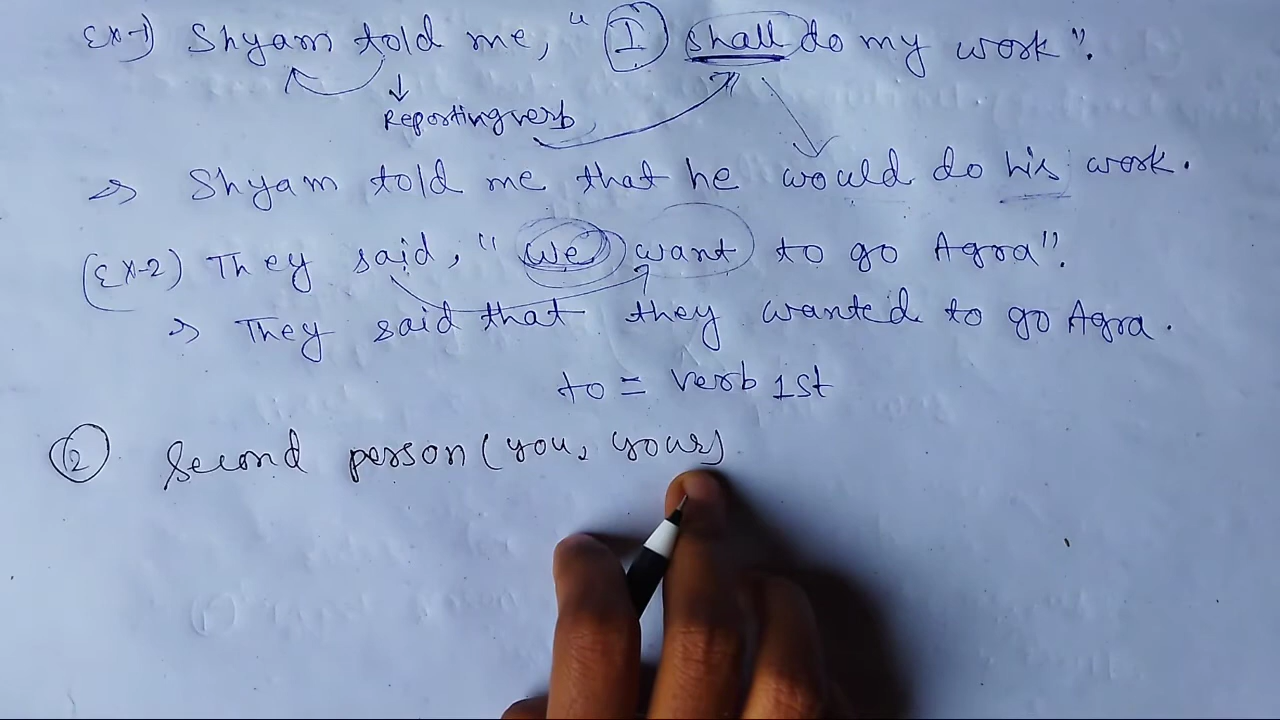 Ex-1) Shyam told me, "I shall do my work".
Reporting verb
⇒ Shyam told me that he would do his work.
(Ex-2) They said, "we want to go Agra".
⇒ They said that they wanted to go Agra.
to = verb 1st
② Second person (you, your)